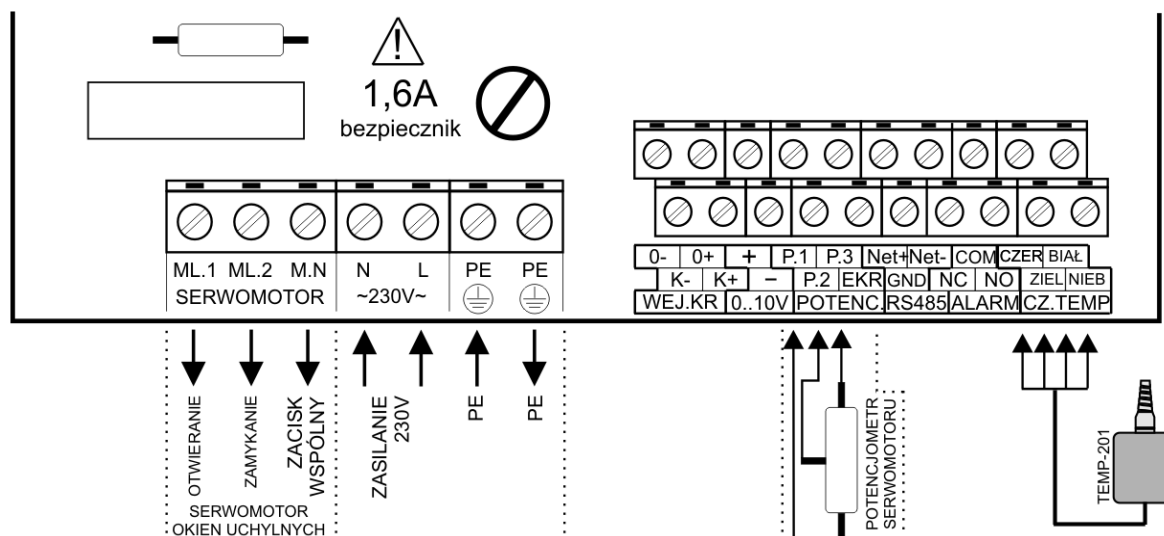 1,6A
bezpiecznik
ML.1 ML.2 M.N N L PE PE
SERWOMOTOR ~230V~
0- 0+ + P.1 P.3 Net+ Net- COM CZER BIAŁ
K- K+ − P.2 EKR GND NC NO ZIEL NIEB
WEJ.KR 0..10V POTENC. RS485 ALARM CZ.TEMP
OTWIERANIE
ZAMYKANIE
ZACISK
WSPÓLNY
ZASILANIE
230V
PE
PE
SERWOMOTOR
OKIEN UCHYLNYCH
POTENCJOMETR
SERWOMOTORU
TEMP-201